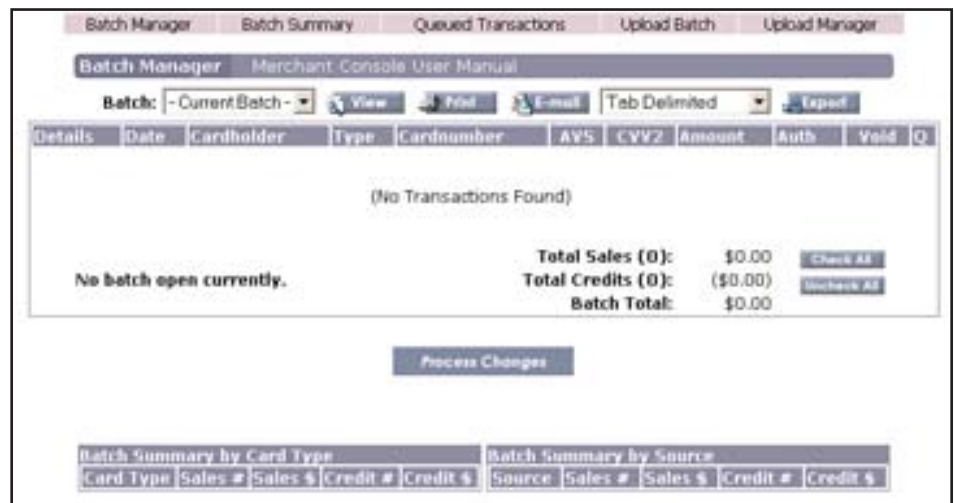 Batch Manager Batch Summary Queued Transactions Upload Batch Upload Manager
Batch Manager Merchant Console User Manual
Batch: - Current Batch - View Print E-mail Tab Delimited Export
Details Date Cardholder Type Cardnumber AVS CVV2 Amount Auth Void Q
(No Transactions Found)
Total Sales (0): $0.00 Check All
No batch open currently. Total Credits (0): ($0.00) Uncheck All
Batch Total: $0.00
Process Changes
Batch Summary by Card Type Batch Summary by Source
Card Type Sales # Sales $ Credit # Credit $ Source Sales # Sales $ Credit # Credit $